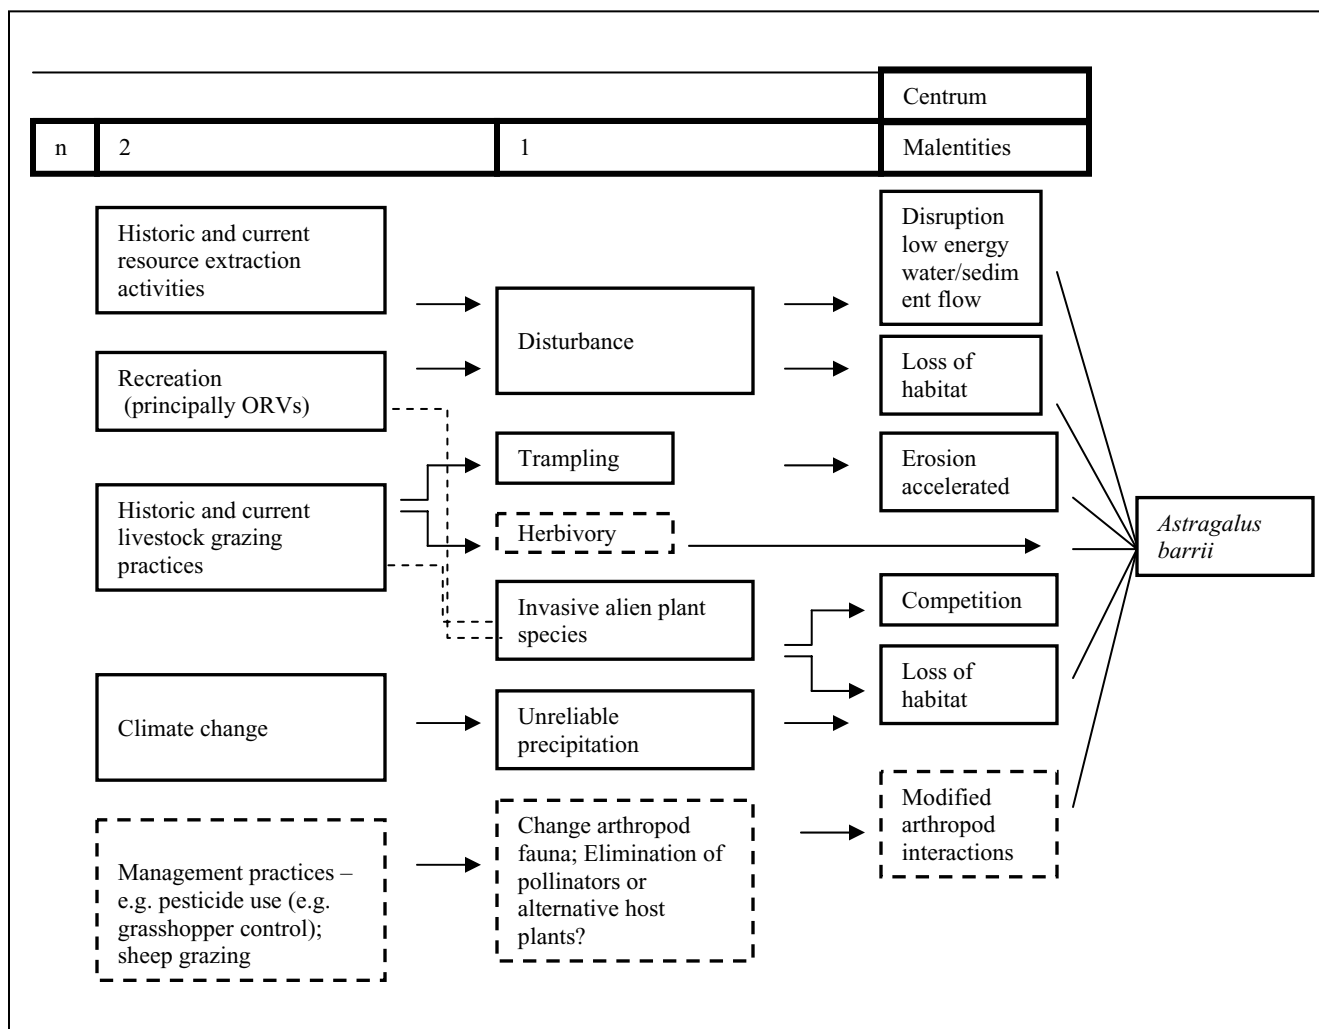 Centrum
n
2
1
Malentities
Historic and current
resource extraction
activities
Recreation
(principally ORVs)
Historic and current
livestock grazing
practices
Climate change
Management practices –
e.g. pesticide use (e.g.
grasshopper control);
sheep grazing
Disturbance
Trampling
Herbivory
Invasive alien plant
species
Unreliable
precipitation
Change arthropod
fauna; Elimination of
pollinators or
alternative host
plants?
Disruption
low energy
water/sedim
ent flow
Loss of
habitat
Erosion
accelerated
Competition
Loss of
habitat
Modified
arthropod
interactions
Astragalus
barrii